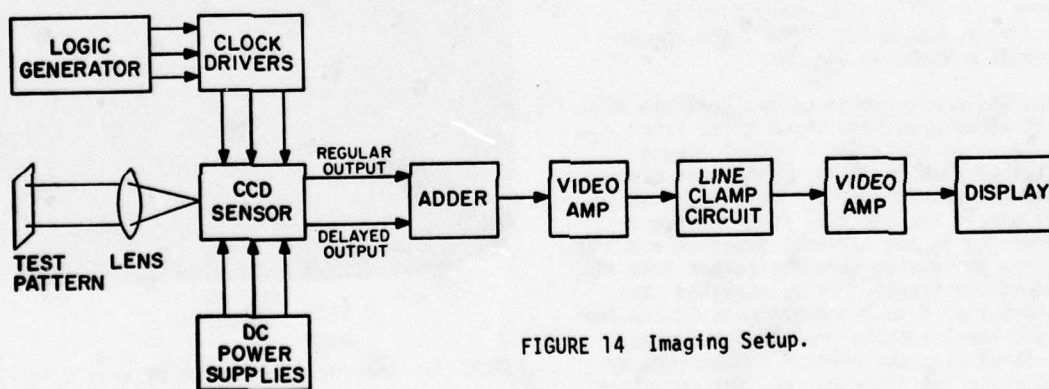 LOGIC
GENERATOR
CLOCK
DRIVERS
TEST
PATTERN
LENS
CCD
SENSOR
REGULAR
OUTPUT
DELAYED
OUTPUT
ADDER
VIDEO
AMP
LINE
CLAMP
CIRCUIT
VIDEO
AMP
DISPLAY
DC
POWER
SUPPLIES
FIGURE 14 Imaging Setup.